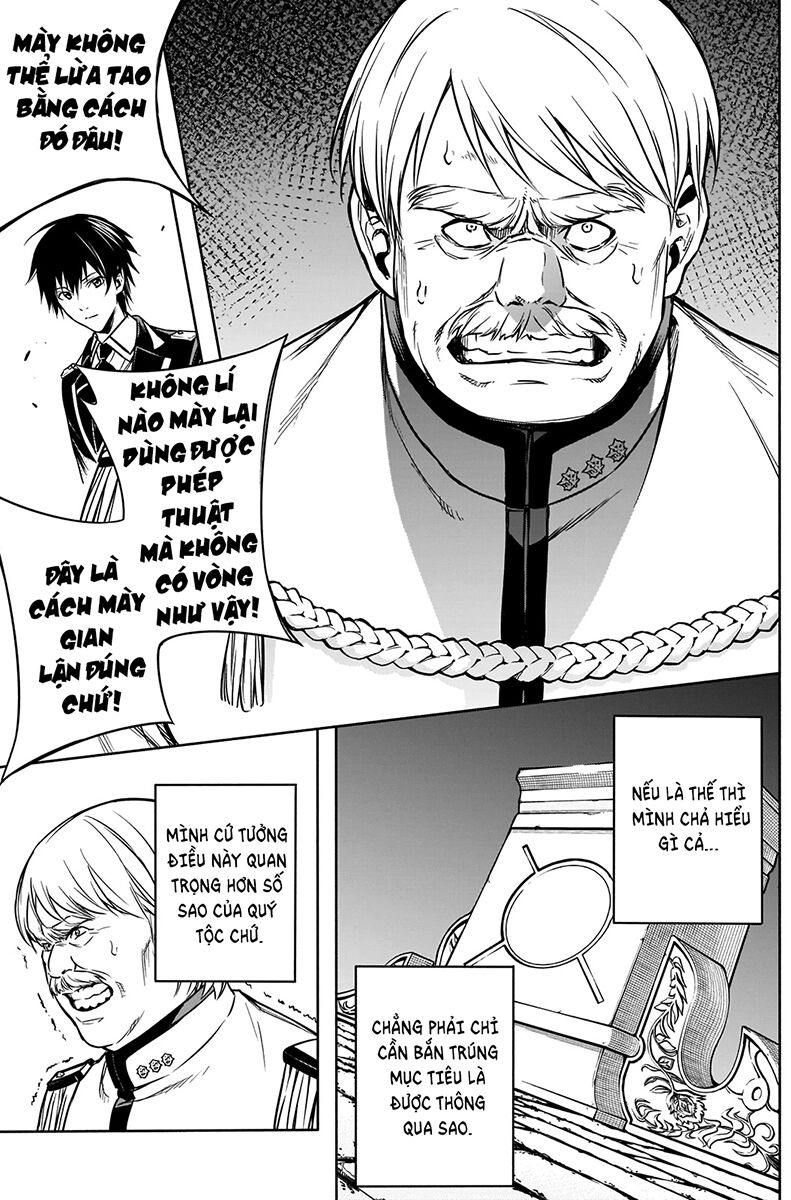 MÀY KHÔNG
THỂ LỪA TAO
BẰNG CÁCH
ĐÓ ĐÂU!
KHÔNG LÍ
NÀO MÀY LẠI
DÙNG ĐƯỢC
PHÉP
THUẬT
MÀ KHÔNG
CÓ VÒNG
NHƯ VẬY!
ĐÂY LÀ
CÁCH MÀY
GIAN
LẬN ĐÚNG
CHỨ!
NẾU LÀ THẾ THÌ
MÌNH CHẢ HIỂU
GÌ CẢ...
CHẲNG PHẢI CHỈ
CẦN BẮN TRÚNG
MỤC TIÊU LÀ
ĐƯỢC THÔNG
QUA SAO.
MÌNH CỨ TƯỞNG
ĐIỀU NÀY QUAN
TRỌNG HƠN SỐ
SAO CỦA QUÝ
TỘC CHỨ.